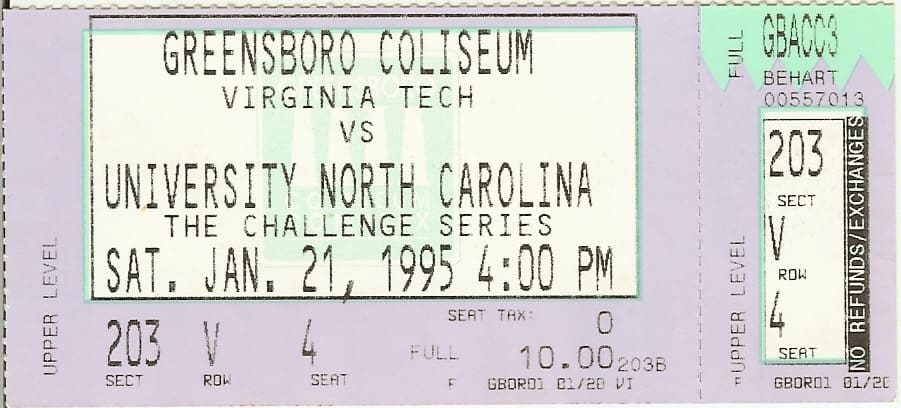 GREENSBORO COLISEUM
VIRGINIA TECH
VS
UNIVERSITY NORTH CAROLINA
THE CHALLENGE SERIES
SAT. JAN. 21, 1995 4:00 PM
UPPER LEVEL
203 V 4
SECT ROW SEAT
SEAT TAX: 0
FULL 10.00 203B
F GBOR01 01/20 VI
FULL
GBACC3
BEHART
00557013
203
SECT
V
ROW
4
SEAT
NO REFUNDS/EXCHANGES
UPPER LEVEL
F GBOR01 01/20